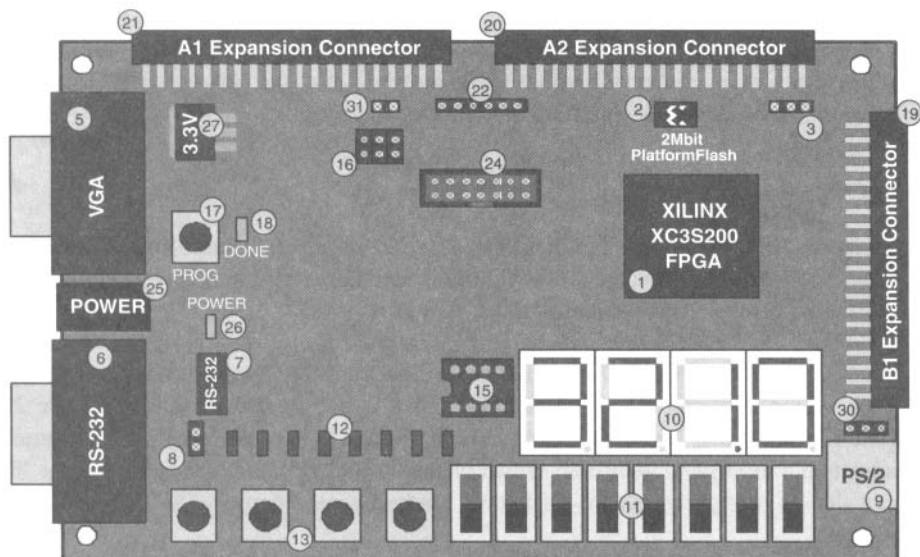 21
A1 Expansion Connector
20
A2 Expansion Connector
5
VGA
3.3V
27
31
22
2
2Mbit
PlatformFlash
3
19
B1 Expansion Connector
16
24
17
PROG
18
DONE
XILINX
XC3S200
FPGA
1
POWER
25
POWER
26
6
RS-232
7
RS-232
15
10
30
8
12
PS/2
9
13
11